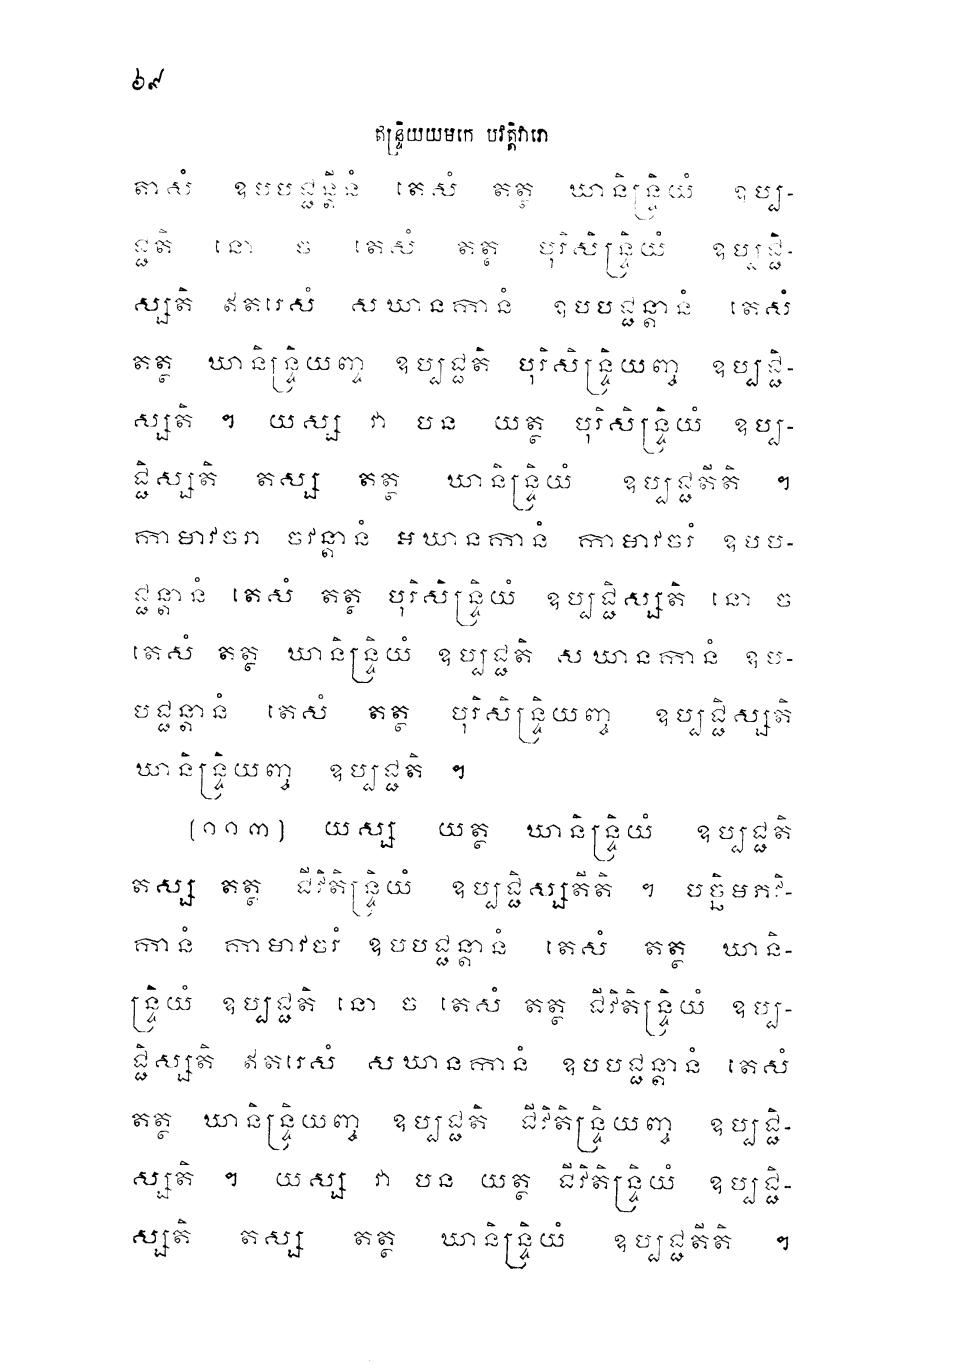 ៦៩
ឥន្ទ្រិយយមកេ បវត្តិវារោ
តាសំ ឧបបជ្ជន្តីនំ តេសំ តត្ថ ឃានិន្ទ្រិយំ ឧប្ប-
ជ្ជតិ នោ ច តេសំ តត្ថ បុរិសិន្ទ្រិយំ ឧប្បជ្ជិ-
ស្សតិ ឥតរេសំ សឃានកានំ ឧបបជ្ជន្តានំ តេសំ
តត្ថ ឃានិន្ទ្រិយញ្ច ឧប្បជ្ជតិ បុរិសិន្ទ្រិយញ្ច ឧប្បជ្ជិ-
ស្សតិ ។ យស្ស វា បន យត្ថ បុរិសិន្ទ្រិយំ ឧប្ប-
ជ្ជិស្សតិ តស្ស តត្ថ ឃានិន្ទ្រិយំ ឧប្បជ្ជតីតិ ។
កាមាវចរា ចវន្តានំ អឃានកានំ កាមាវចរំ ឧបប-
ជ្ជន្តានំ តេសំ តត្ថ បុរិសិន្ទ្រិយំ ឧប្បជ្ជិស្សតិ នោ ច
តេសំ តត្ថ ឃានិន្ទ្រិយំ ឧប្បជ្ជតិ សឃានកានំ ឧប-
បជ្ជន្តានំ តេសំ តត្ថ បុរិសិន្ទ្រិយញ្ច ឧប្បជ្ជិស្សតិ
ឃានិន្ទ្រិយញ្ច ឧប្បជ្ជតិ ។
(១១៣) យស្ស យត្ថ ឃានិន្ទ្រិយំ ឧប្បជ្ជតិ
តស្ស តត្ថ ជីវិតិន្ទ្រិយំ ឧប្បជ្ជិស្សតីតិ ។ បច្ឆិមភវិ-
កានំ កាមាវចរំ ឧបបជ្ជន្តានំ តេសំ តត្ថ ឃានិ-
ន្ទ្រិយំ ឧប្បជ្ជតិ នោ ច តេសំ តត្ថ ជីវិតិន្ទ្រិយំ ឧប្ប-
ជ្ជិស្សតិ ឥតរេសំ សឃានកានំ ឧបបជ្ជន្តានំ តេសំ
តត្ថ ឃានិន្ទ្រិយញ្ច ឧប្បជ្ជតិ ជីវិតិន្ទ្រិយញ្ច ឧប្បជ្ជិ-
ស្សតិ ។ យស្ស វា បន យត្ថ ជីវិតិន្ទ្រិយំ ឧប្បជ្ជិ-
ស្សតិ តស្ស តត្ថ ឃានិន្ទ្រិយំ ឧប្បជ្ជតីតិ ។